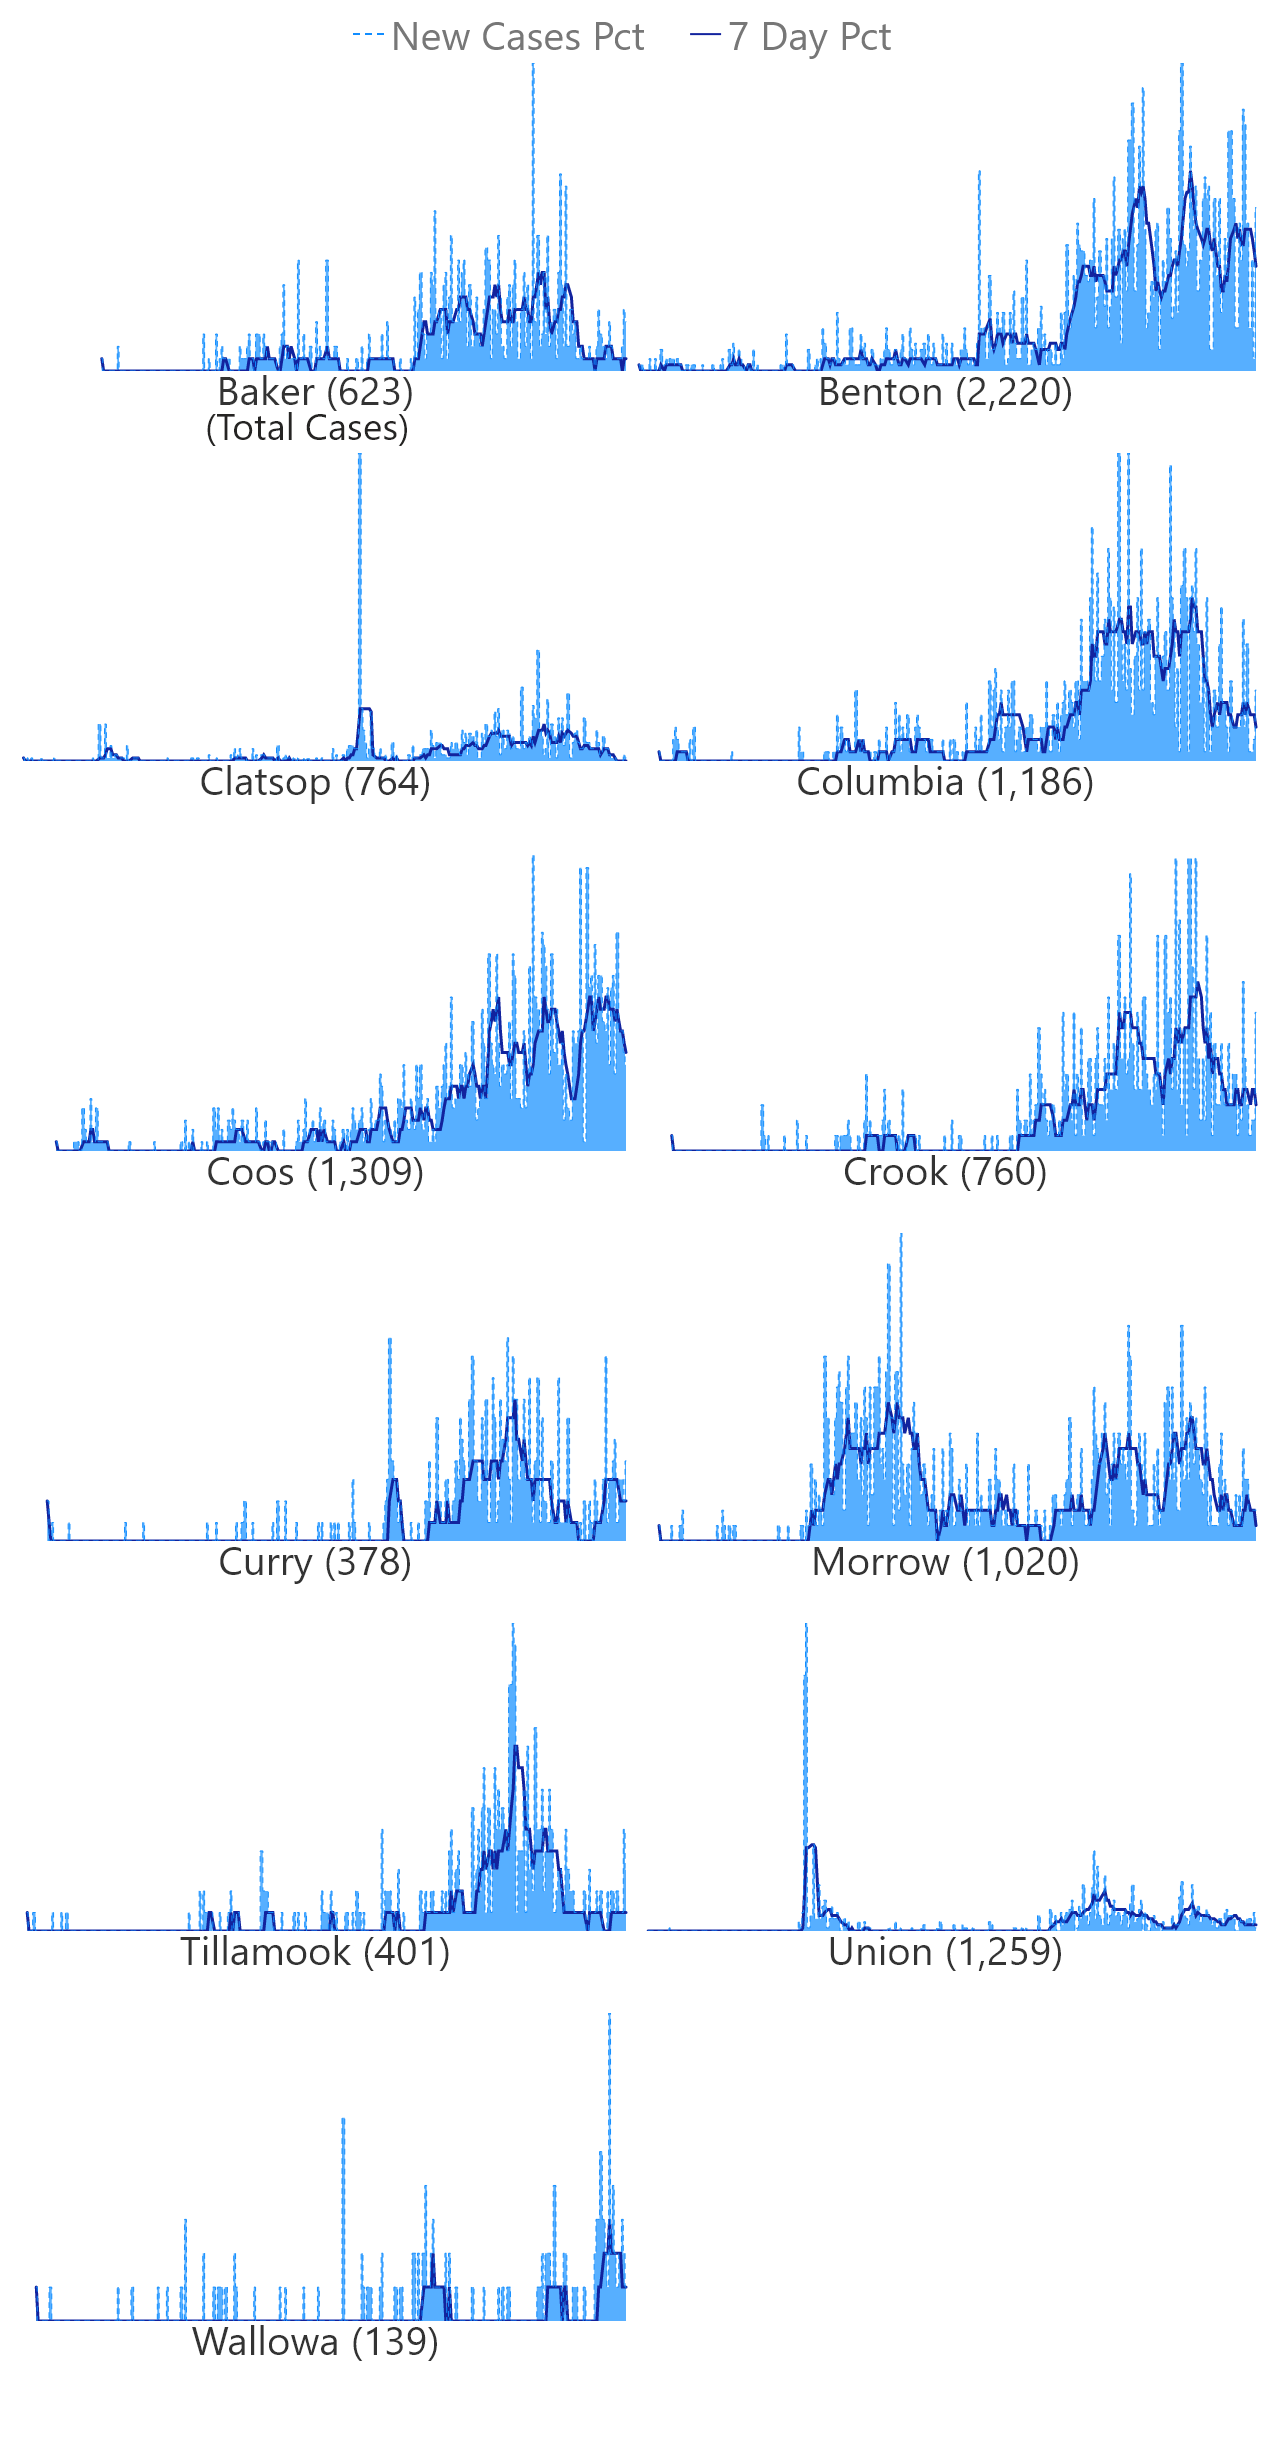 New Cases Pct 7 Day Pct
Baker (623) Benton (2,220)
(Total Cases)
Clatsop (764) Columbia (1,186)
Coos (1,309) Crook (760)
Curry (378) Morrow (1,020)
Tillamook (401) Union (1,259)
Wallowa (139)